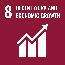 8 DECENT WORK AND
ECONOMIC GROWTH